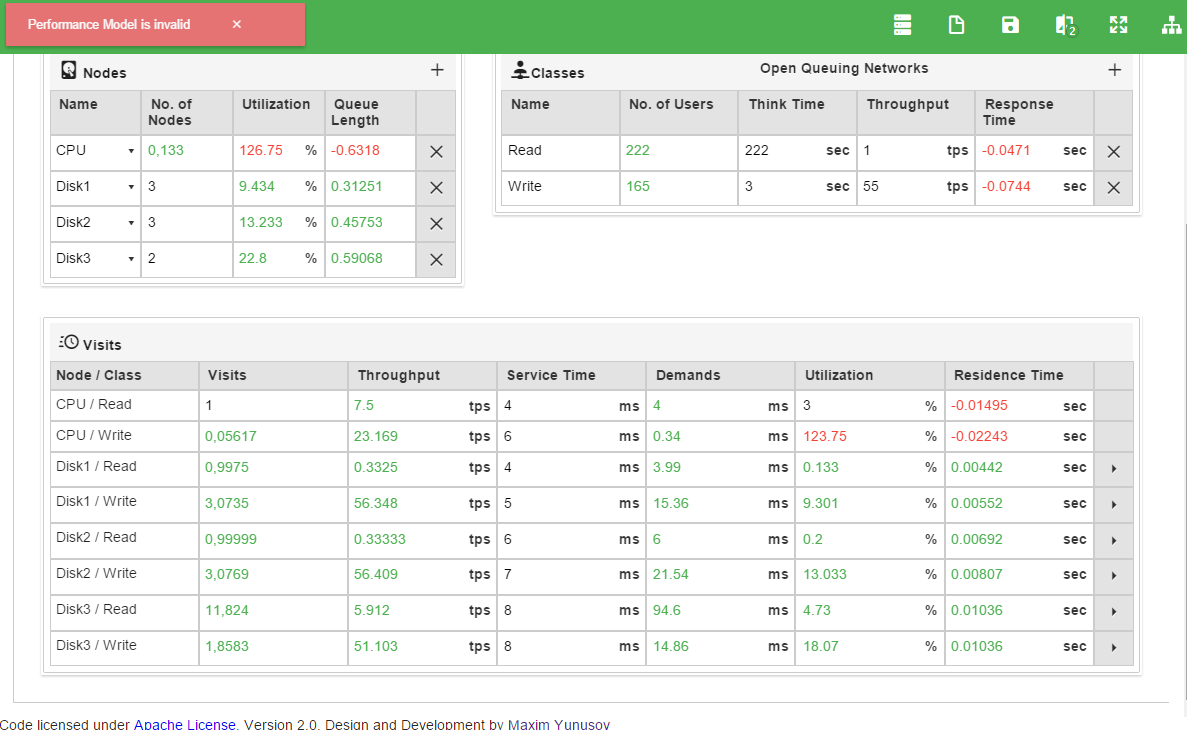 Performance Model is invalid ×
2
Nodes +
Name No. of Nodes Utilization Queue Length
CPU 0,133 126.75 % -0.6318
Disk1 3 9.434 % 0.31251
Disk2 3 13.233 % 0.45753
Disk3 2 22.8 % 0.59068
Classes Open Queuing Networks +
Name No. of Users Think Time Throughput Response Time
Read 222 222 sec 1 tps -0.0471 sec
Write 165 3 sec 55 tps -0.0744 sec
Visits
Node / Class Visits Throughput Service Time Demands Utilization Residence Time
CPU / Read 1 7.5 tps 4 ms 4 ms 3 % -0.01495 sec
CPU / Write 0,05617 23.169 tps 6 ms 0.34 ms 123.75 % -0.02243 sec
Disk1 / Read 0,9975 0.3325 tps 4 ms 3.99 ms 0.133 % 0.00442 sec
Disk1 / Write 3,0735 56.348 tps 5 ms 15.36 ms 9.301 % 0.00552 sec
Disk2 / Read 0,99999 0.33333 tps 6 ms 6 ms 0.2 % 0.00692 sec
Disk2 / Write 3,0769 56.409 tps 7 ms 21.54 ms 13.033 % 0.00807 sec
Disk3 / Read 11,824 5.912 tps 8 ms 94.6 ms 4.73 % 0.01036 sec
Disk3 / Write 1,8583 51.103 tps 8 ms 14.86 ms 18.07 % 0.01036 sec
Code licensed under Apache License, Version 2.0. Design and Development by Maxim Yunusov